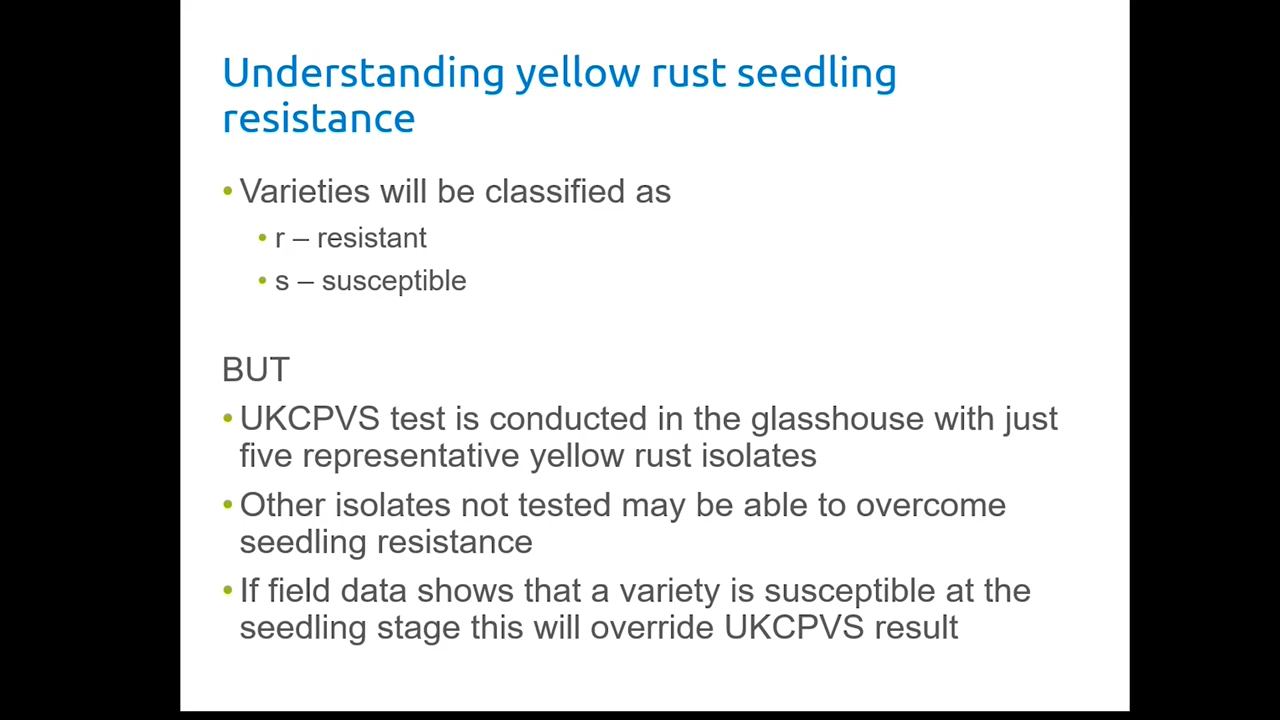 Understanding yellow rust seedling
resistance
• Varieties will be classified as
• r – resistant
• s – susceptible
BUT
• UKCPVS test is conducted in the glasshouse with just
five representative yellow rust isolates
• Other isolates not tested may be able to overcome
seedling resistance
• If field data shows that a variety is susceptible at the
seedling stage this will override UKCPVS result